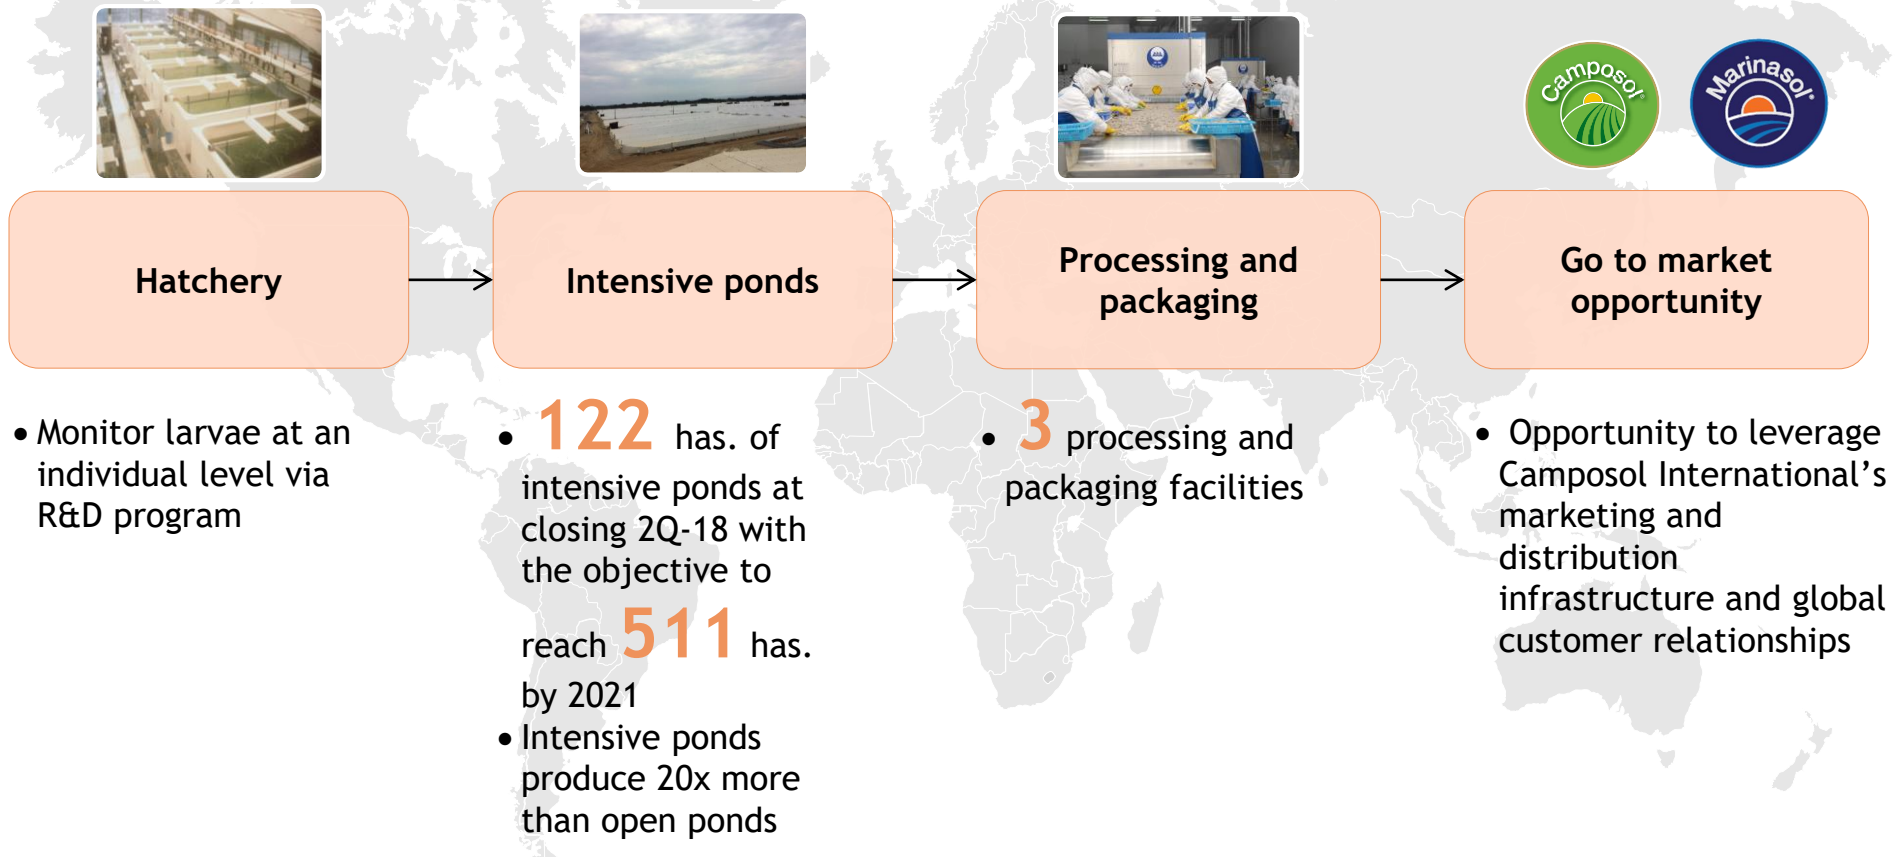 Camposol
Marinasol
Hatchery
Intensive ponds
Processing and
packaging
Go to market
opportunity
• Monitor larvae at an
individual level via
R&D program
• 122 has. of
intensive ponds at
closing 2Q-18 with
the objective to
reach 511 has.
by 2021
• Intensive ponds
produce 20x more
than open ponds
• 3 processing and
packaging facilities
• Opportunity to leverage
Camposol International’s
marketing and
distribution
infrastructure and global
customer relationships